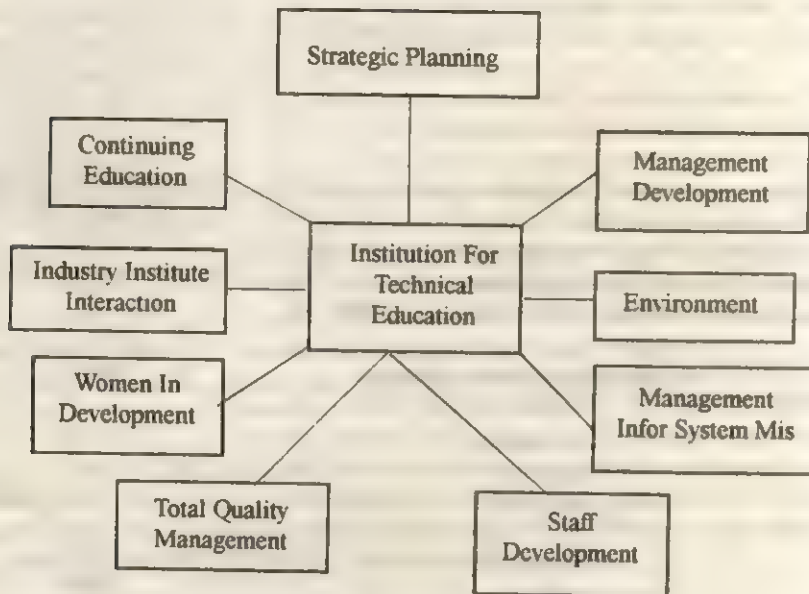 Strategic Planning
Continuing
Education
Management
Development
Institution For
Technical
Education
Industry Institute
Interaction
Environment
Women In
Development
Management
Infor System Mis
Total Quality
Management
Staff
Development